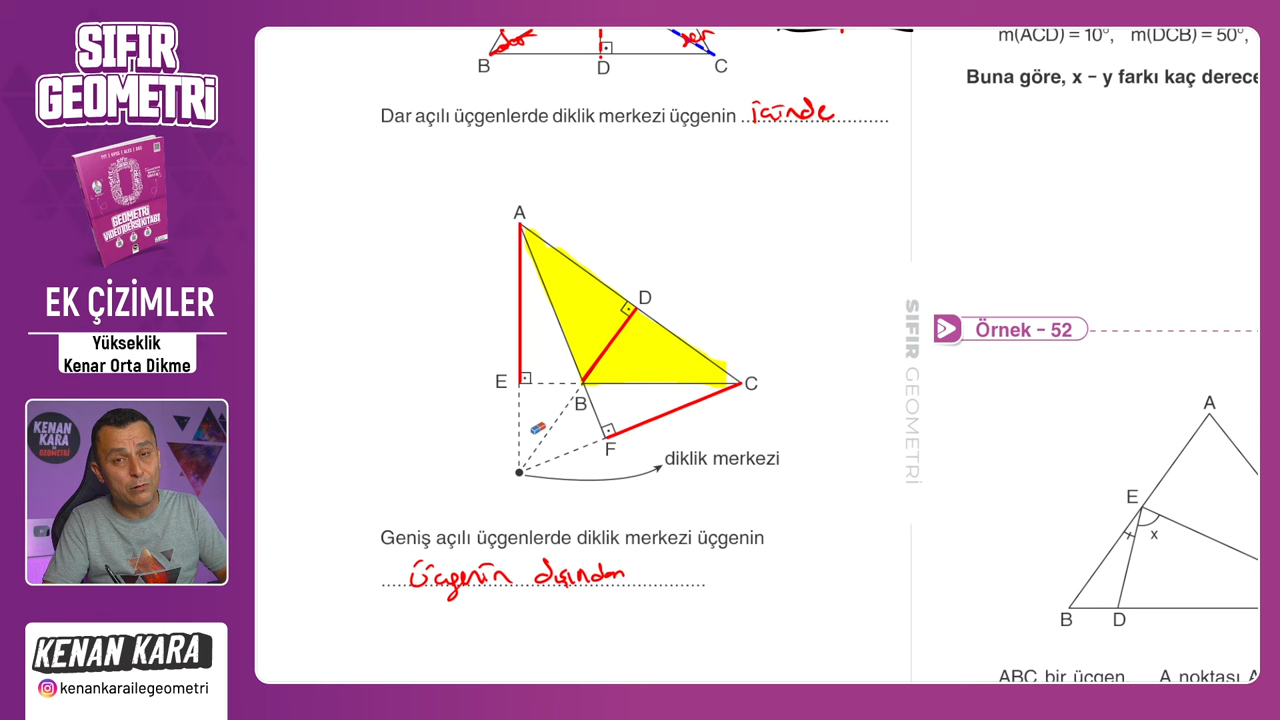 SIFIR
GEOMETRİ
GEOMETRİ
VİDEO DERS KİTABI
EK ÇİZİMLER
Yükseklik
Kenar Orta Dikme
KENAN
KARA
GEOMETRİ
KENAN KARA
kenankarailegeometri
B
D
C
Dar açılı üçgenlerde diklik merkezi üçgenin içinde
A
D
E
B
C
F
diklik merkezi
Geniş açılı üçgenlerde diklik merkezi üçgenin
üçgenin dışından
SIFIR GEOMETRİ
m(ACD) = 10°, m(DCB) = 50°,
Buna göre, x – y farkı kaç derece
Örnek - 52
A
E
x
B
D
ABC bir üçgen, A noktası